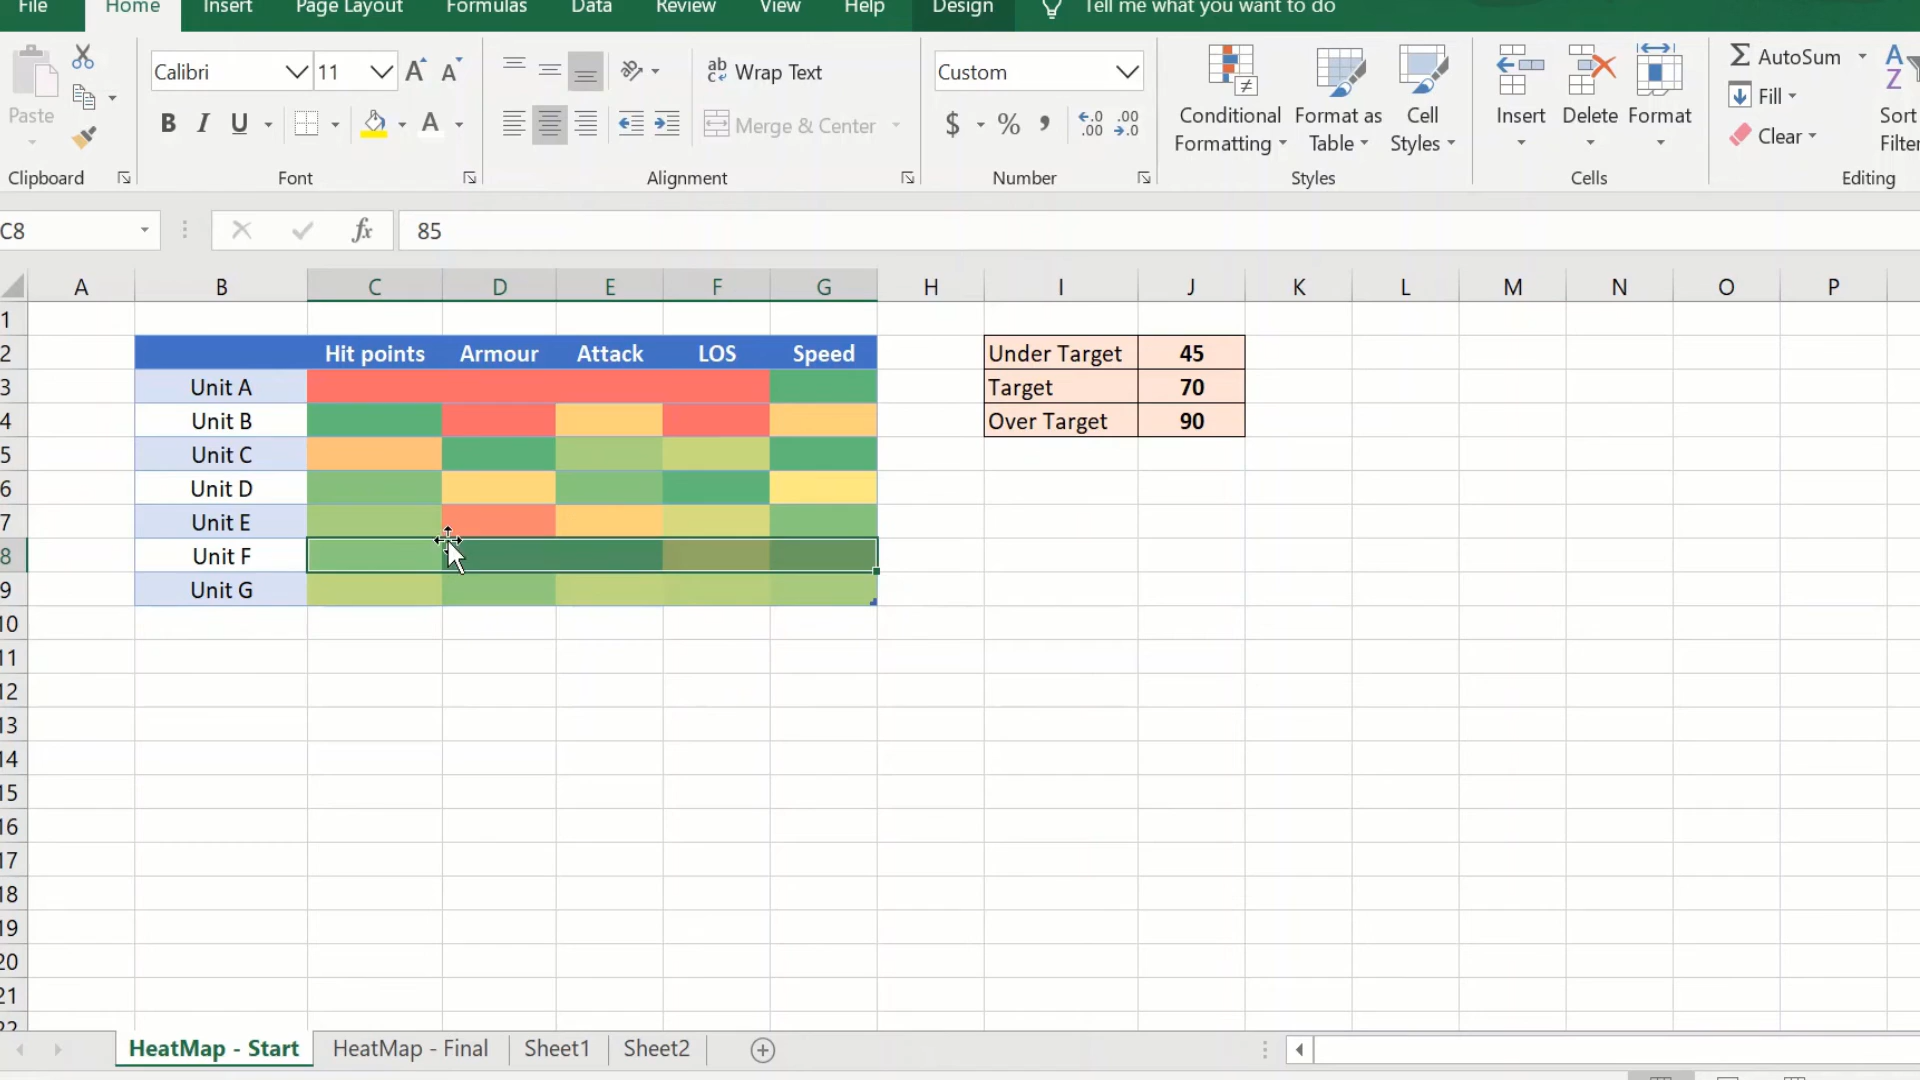 File Home Insert Page Layout Formulas Data Review View Help Design Tell me what you want to do
Paste
Clipboard
Calibri 11 A A
B I U A
Font
ab Wrap Text
Merge & Center
Alignment
Custom
$ % , .00 .00
Number
Conditional Formatting
Format as Table
Cell Styles
Styles
Insert Delete Format
Cells
AutoSum
Fill
Clear
Sort
Filter
Editing
C8 fx 85
A B C D E F G H I J K L M N O P
1
2 Hit points Armour Attack LOS Speed Under Target 45
3 Unit A Target 70
4 Unit B Over Target 90
5 Unit C
6 Unit D
7 Unit E
8 Unit F
9 Unit G
10
11
12
13
14
15
16
17
18
19
20
21
22
HeatMap - Start HeatMap - Final Sheet1 Sheet2